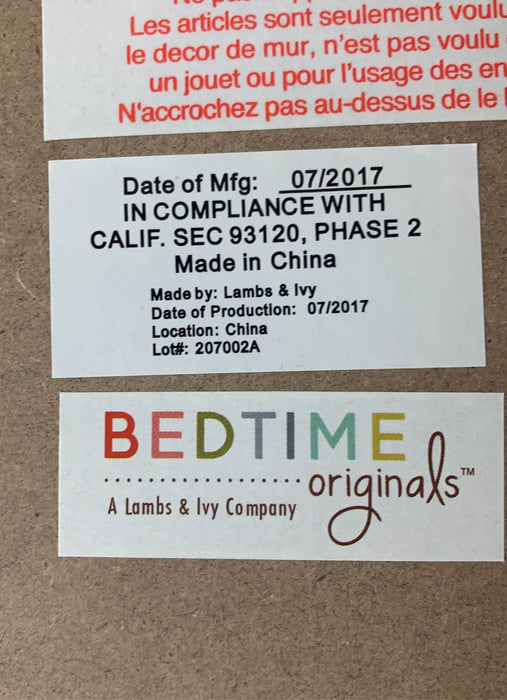 Les articles sont seulement
le decor de mur, n'est pas voulu
un jouet ou pour l'usage des
N'accrochez pas au-dessus de le
Date of Mfg: 07/2017
IN COMPLIANCE WITH
CALIF. SEC 93120, PHASE 2
Made in China
Made by: Lambs & Ivy
Date of Production: 07/2017
Location: China
Lot#: 207002A
BEDTIME
originals™
A Lambs & Ivy Company